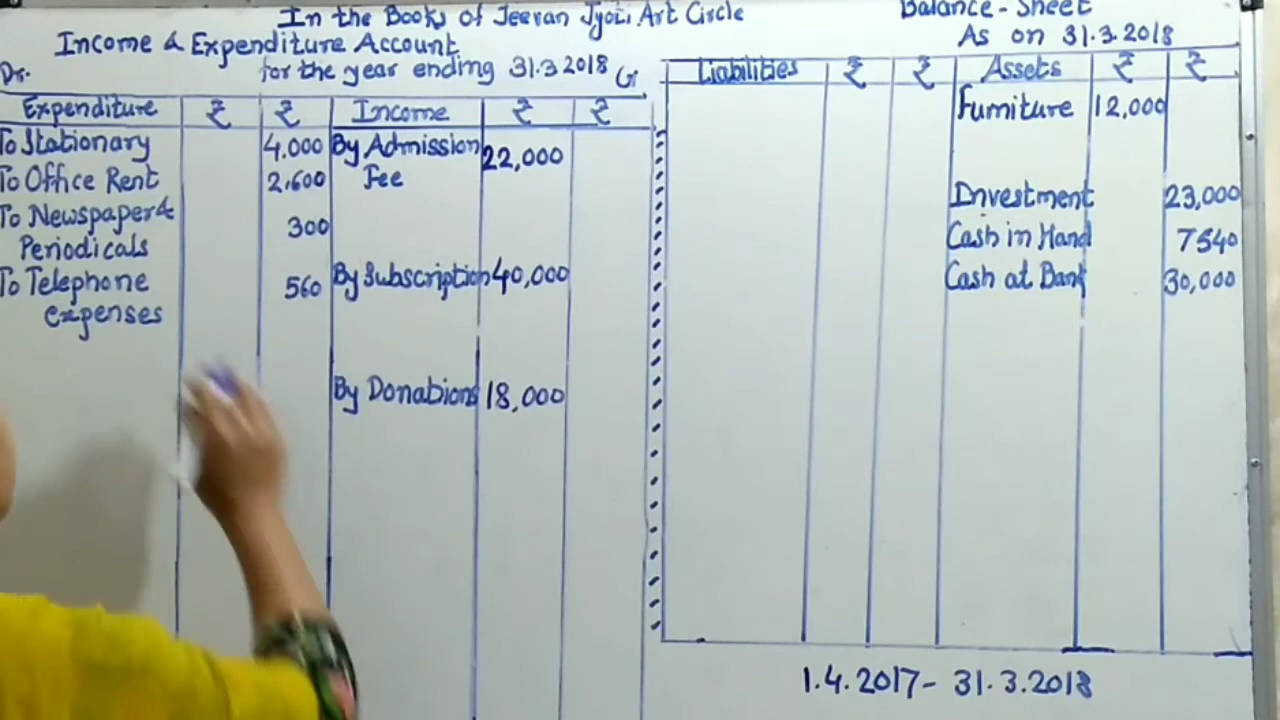 In the Books of Jeevan Jyoti Art Circle
Income & Expenditure Account
for the year ending 31.3.2018
Dr.
Cr
Expenditure ₹ ₹ Income ₹ ₹
To Stationary 4,000 By Admission 22,000
To Office Rent 2,600 Fee
To Newspaper &
Periodicals 300
To Telephone 560 By Subscription 40,000
expenses
By Donations 18,000
Balance-Sheet
As on 31.3.2018
Liabilities ₹ ₹ Assets ₹ ₹
Furniture 12,000
Investment 23,000
Cash in Hand 7540
Cash at Bank 30,000
1.4.2017- 31.3.2018